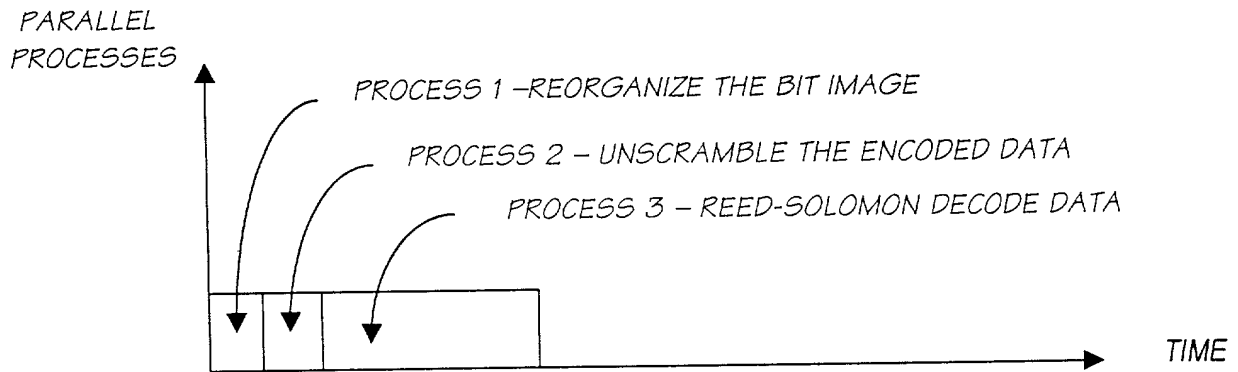 PARALLEL
PROCESSES
PROCESS 1 –REORGANIZE THE BIT IMAGE
PROCESS 2 – UNSCRAMBLE THE ENCODED DATA
PROCESS 3 – REED-SOLOMON DECODE DATA
TIME